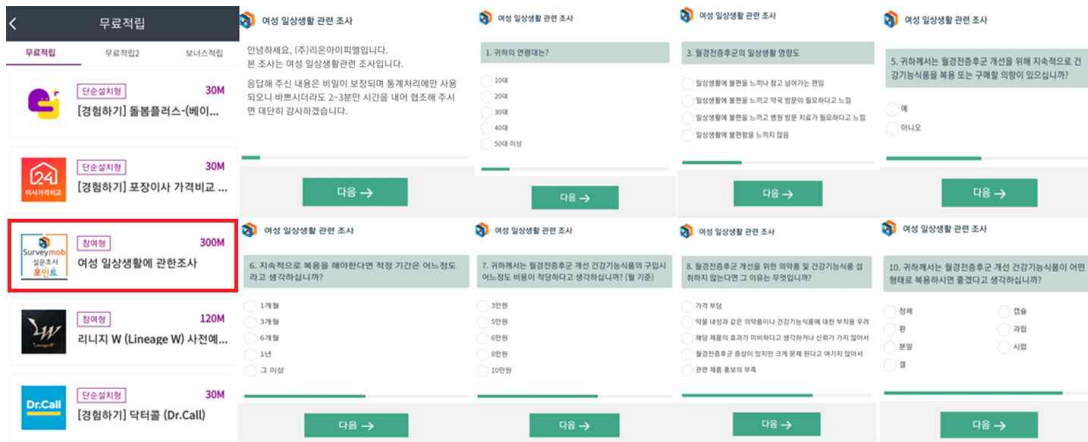 무료적립
무료적립
무료적립2
보너스적립
단순설치형
30M
[경험하기] 돌봄플러스-(베이...
24
이사가격비교
단순설치형
30M
[경험하기] 포장이사 가격비교 ...
Surveymob
설문조사
포인트
참여형
300M
여성 일상생활에 관한조사
LW
참여형
120M
리니지 W (Lineage W) 사전예...
Dr.Call
단순설치형
30M
[경험하기] 닥터콜 (Dr.Call)
여성 일상생활 관련 조사
안녕하세요, (주)리온아이피엘입니다.
본 조사는 여성 일상생활관련 조사입니다.
응답해 주신 내용은 비밀이 보장되며 통계처리에만 사용
되오니 바쁘시더라도 2~3분만 시간을 내어 협조해 주시
면 대단히 감사하겠습니다.
다음 →
여성 일상생활 관련 조사
1. 귀하의 연령대는?
10대
20대
30대
40대
50대 이상
다음 →
여성 일상생활 관련 조사
3. 월경전증후군의 일상생활 영향도
일상생활에 불편을 느끼나 참고 넘어가는 편임
일상생활에 불편을 느끼고 약국 방문이 필요하다고 느낌
일상생활에 불편을 느끼고 병원 방문 치료가 필요하다고 느낌
일상생활에 불편함을 느끼지 않음
다음 →
여성 일상생활 관련 조사
5. 귀하께서는 월경전증후군 개선을 위해 지속적으로 건
강기능식품을 복용 또는 구매할 의향이 있으십니까?
예
아니오
다음 →
여성 일상생활 관련 조사
6. 지속적으로 복용을 해야한다면 적정 기간은 어느정도
라고 생각하십니까?
1개월
3개월
6개월
1년
그 이상
다음 →
여성 일상생활 관련 조사
7. 귀하께서는 월경전증후군 개선 건강기능식품의 구입시
어느정도 비용이 적당하다고 생각하십니까? (월 기준)
3만원
5만원
6만원
8만원
10만원
다음 →
여성 일상생활 관련 조사
8. 월경전증후군 개선을 위한 의약품 및 건강기능식품 섭
취하지 않는다면 그 이유는 무엇입니까?
가격 부담
약물 내성과 같은 의약품이나 건강기능식품에 대한 부작용 우려
해당 제품의 효과가 미비하다고 생각하거나 신뢰가 가지 않아서
월경전증후군 증상이 있지만 크게 문제 된다고 여기지 않아서
관련 제품 홍보의 부족
다음 →
여성 일상생활 관련 조사
10. 귀하께서는 월경전증후군 개선 건강기능식품이 어떤
형태로 복용하시면 좋겠다고 생각하십니까?
정제
캡슐
환
과립
분말
시럽
겔
다음 →